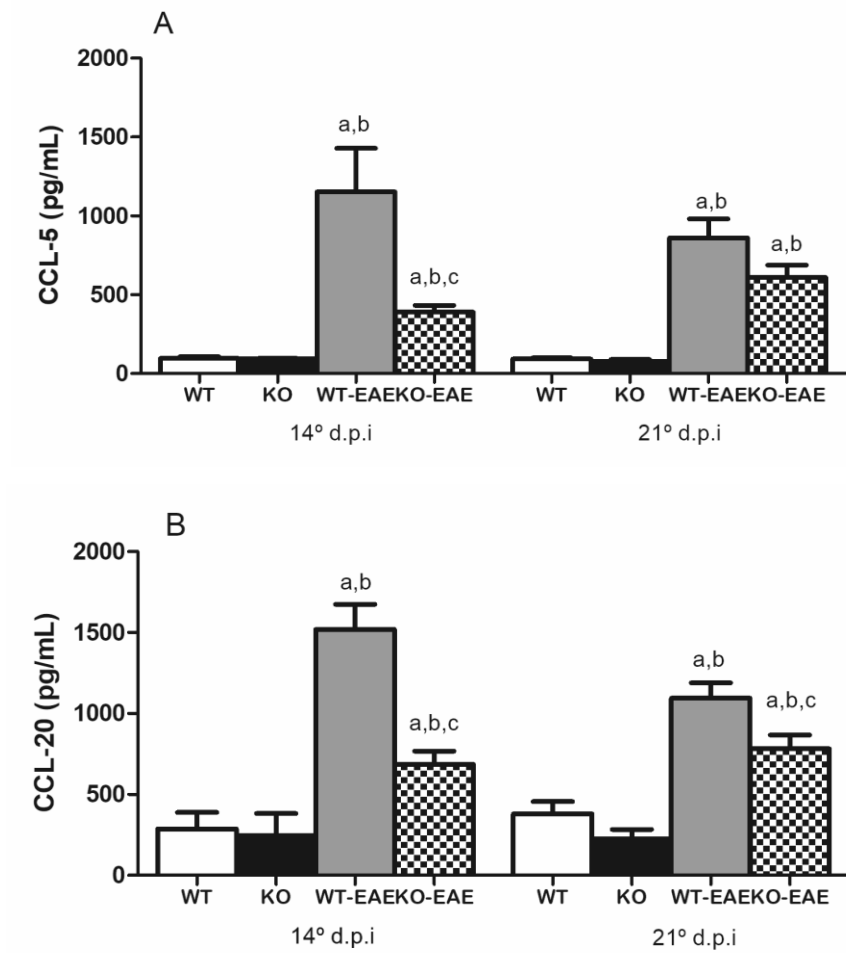 A
CCL-5 (pg/mL)
2000
1500
1000
500
0
a,b
a,b,c
a,b
a,b
WT KO WT-EAE KO-EAE WT KO WT-EAE KO-EAE
14º d.p.i 21º d.p.i
B
CCL-20 (pg/mL)
2000
1500
1000
500
0
a,b
a,b,c
a,b
a,b,c
WT KO WT-EAE KO-EAE WT KO WT-EAE KO-EAE
14º d.p.i 21º d.p.i